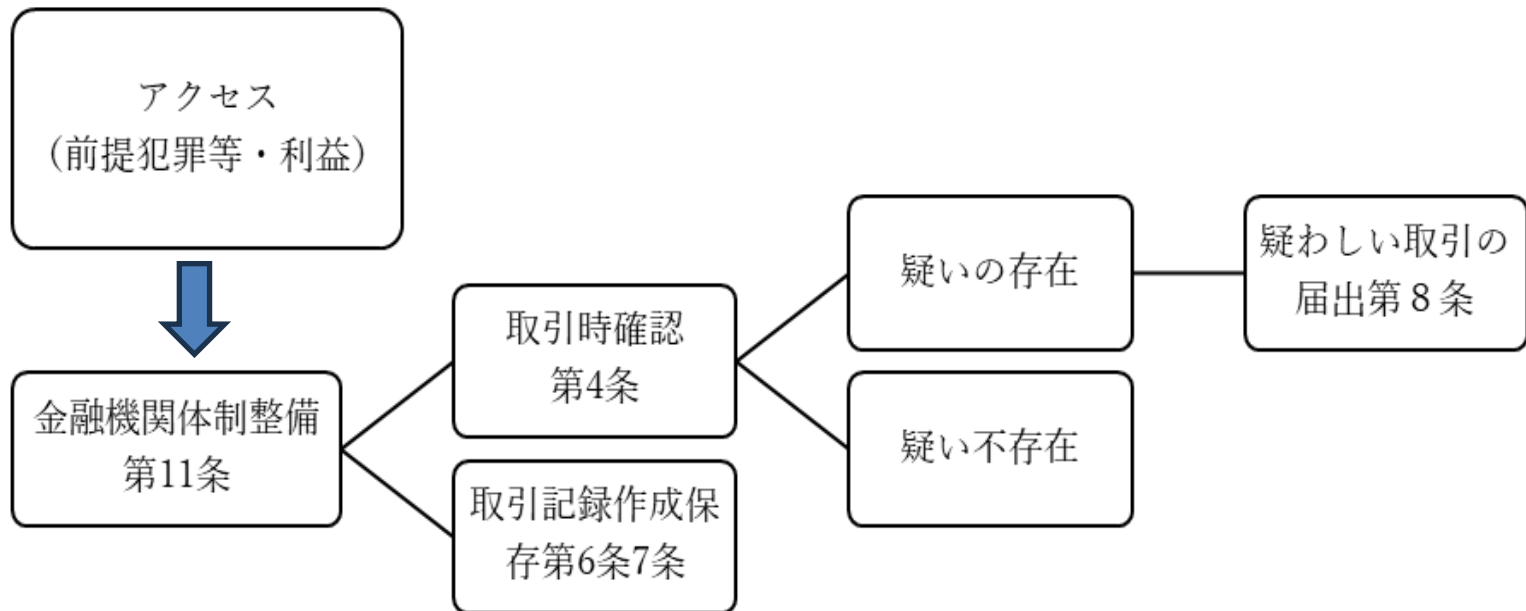 アクセス
（前提犯罪等・利益）
金融機関体制整備
第11条
取引時確認
第4条
取引記録作成保
存第6条7条
疑いの存在
疑い不存在
疑わしい取引の
届出第８条